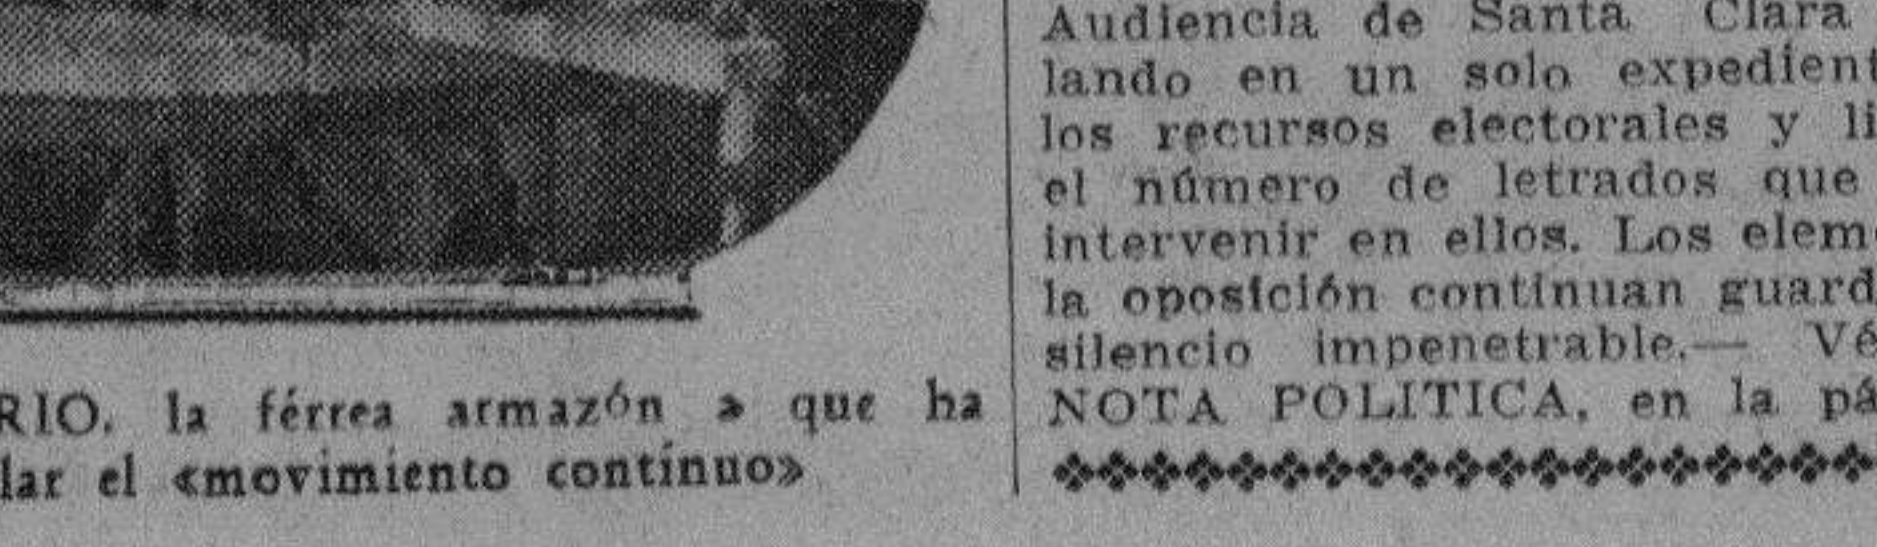 RIO, la férrea armazón a que ha
lar el «movimiento contínuo»
Audiencia de Santa Clara
lando en un solo expedient
los recursos electorales y li
el número de letrados que
intervenir en ellos. Los elem
la oposición continuan guard
silencio impenetrable.— Vé
NOTA POLITICA, en la pá